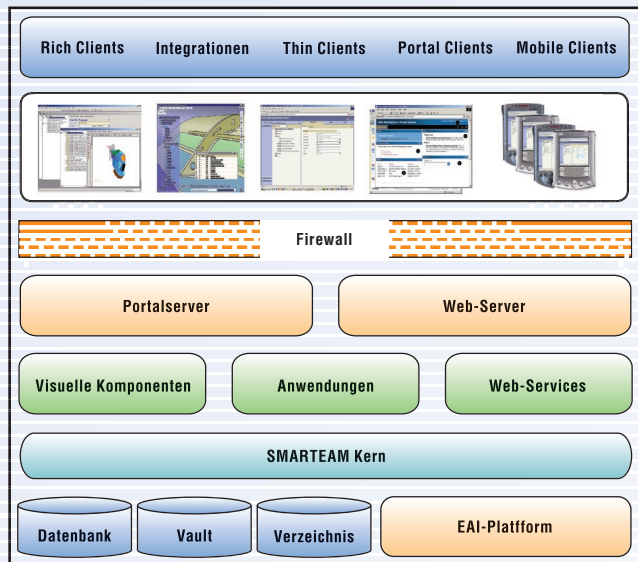 Rich Clients Integrationen Thin Clients Portal Clients Mobile Clients
Firewall
Portalserver Web-Server
Visuelle Komponenten Anwendungen Web-Services
SMARTEAM Kern
Datenbank Vault Verzeichnis EAI-Plattfform